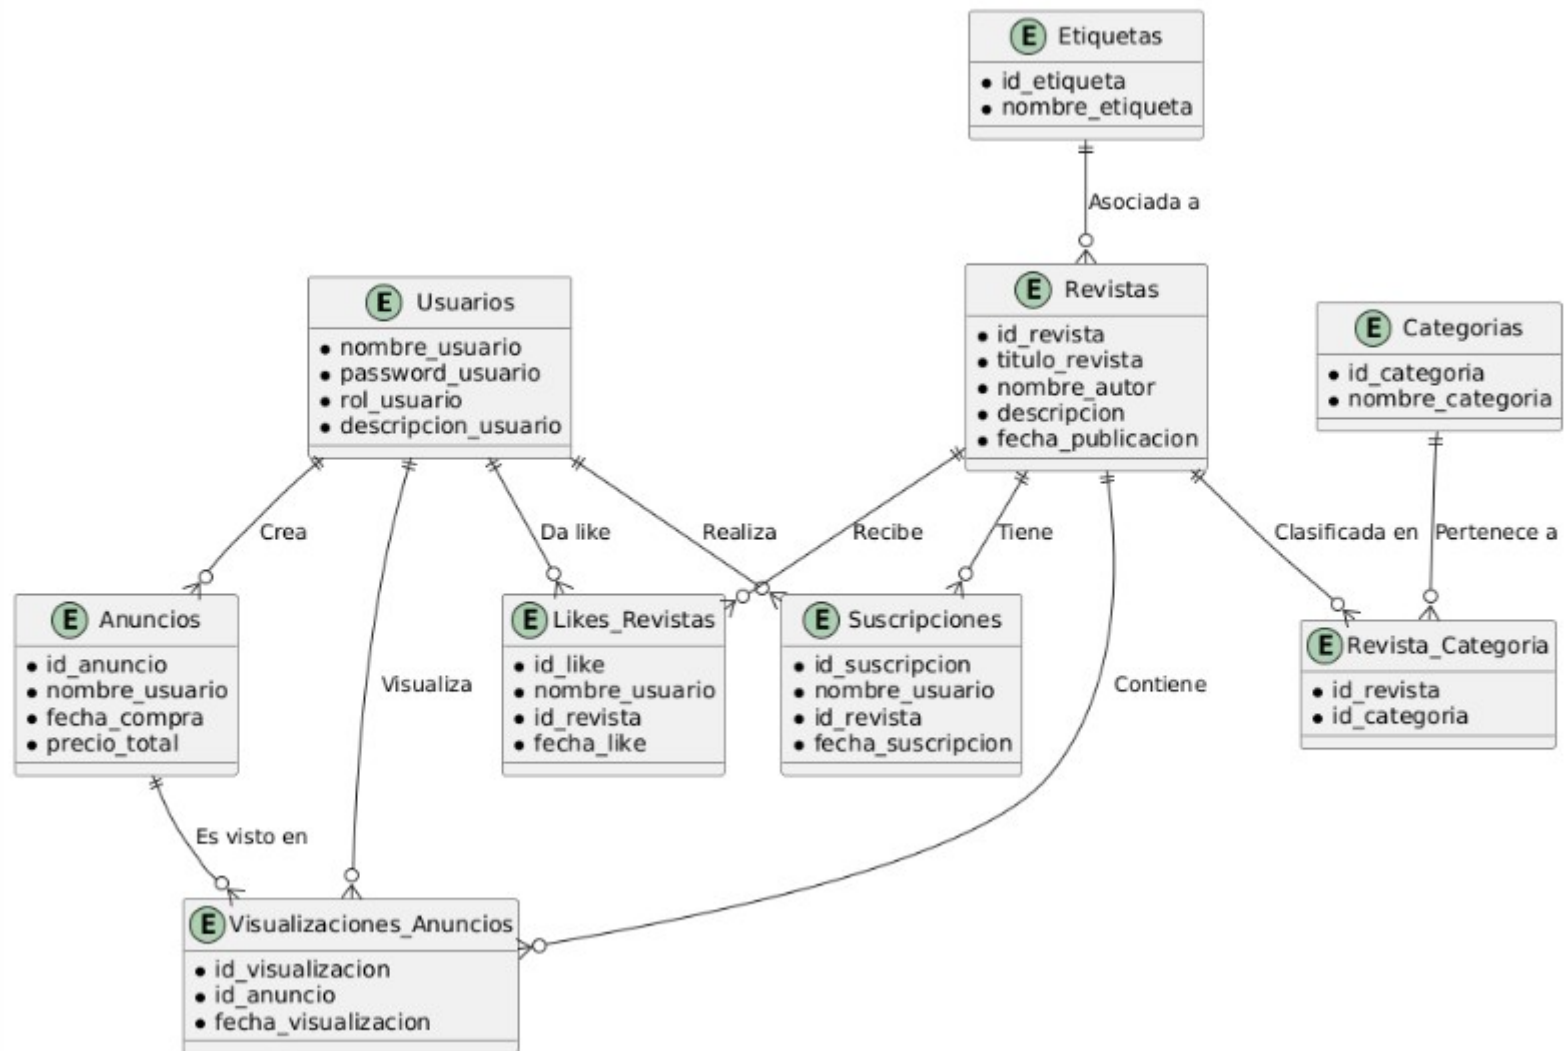 E Etiquetas
id_etiqueta
nombre_etiqueta
Asociada a
E Usuarios
nombre_usuario
password_usuario
rol_usuario
descripcion_usuario
E Revistas
id_revista
titulo_revista
nombre_autor
descripcion
fecha_publicacion
E Categorias
id_categoria
nombre_categoria
Crea
Da like
Realiza
Recibe
Tiene
Clasificada en
Pertenece a
E Anuncios
id_anuncio
nombre_usuario
fecha_compra
precio_total
Visualiza
E Likes_Revistas
id_like
nombre_usuario
id_revista
fecha_like
E Suscripciones
id_suscripcion
nombre_usuario
id_revista
fecha_suscripcion
Contiene
E Revista_Categoria
id_revista
id_categoria
Es visto en
E Visualizaciones_Anuncios
id_visualizacion
id_anuncio
fecha_visualizacion